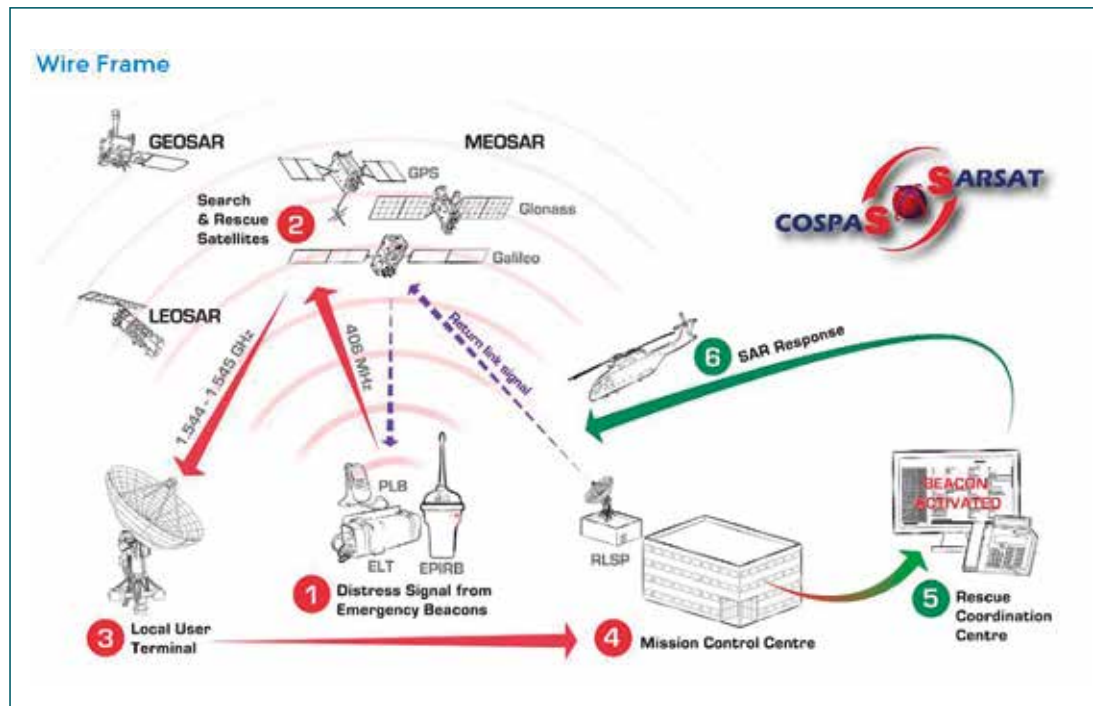 Wire Frame
GEOSAR
MEOSAR
GPS
Search
& Rescue
Satellites
2
Glonass
Galileo
LEOSAR
COSPAS SARSAT
1.544 - 1.545 GHz
406 MHz
Return link signal
6 SAR Response
PLB
ELT
EPIRB
RLSP
BEACON
ACTIVATED
1 Distress Signal from
Emergency Beacons
3 Local User
Terminal
4 Mission Control Centre
5 Rescue
Coordination
Centre